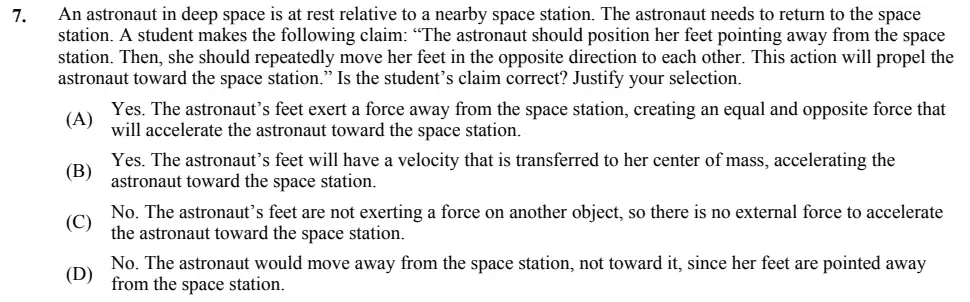 7. An astronaut in deep space is at rest relative to a nearby space station. The astronaut needs to return to the space
station. A student makes the following claim: “The astronaut should position her feet pointing away from the space
station. Then, she should repeatedly move her feet in the opposite direction to each other. This action will propel the
astronaut toward the space station.” Is the student’s claim correct? Justify your selection.
(A) Yes. The astronaut’s feet exert a force away from the space station, creating an equal and opposite force that
will accelerate the astronaut toward the space station.
(B) Yes. The astronaut’s feet will have a velocity that is transferred to her center of mass, accelerating the
astronaut toward the space station.
(C) No. The astronaut’s feet are not exerting a force on another object, so there is no external force to accelerate
the astronaut toward the space station.
(D) No. The astronaut would move away from the space station, not toward it, since her feet are pointed away
from the space station.